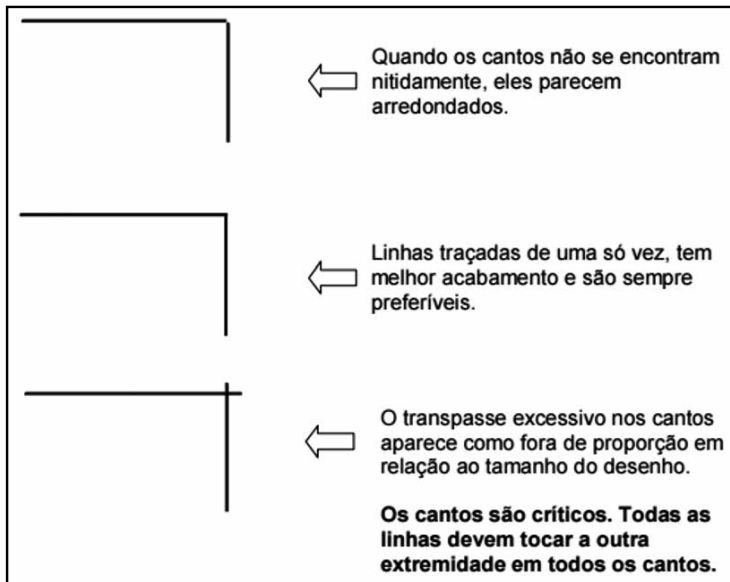 Quando os cantos não se encontram
nitidamente, eles parecem
arredondados.
Linhas traçadas de uma só vez, tem
melhor acabamento e são sempre
preferíveis.
O transpasse excessivo nos cantos
aparece como fora de proporção em
relação ao tamanho do desenho.
Os cantos são críticos. Todas as
linhas devem tocar a outra
extremidade em todos os cantos.